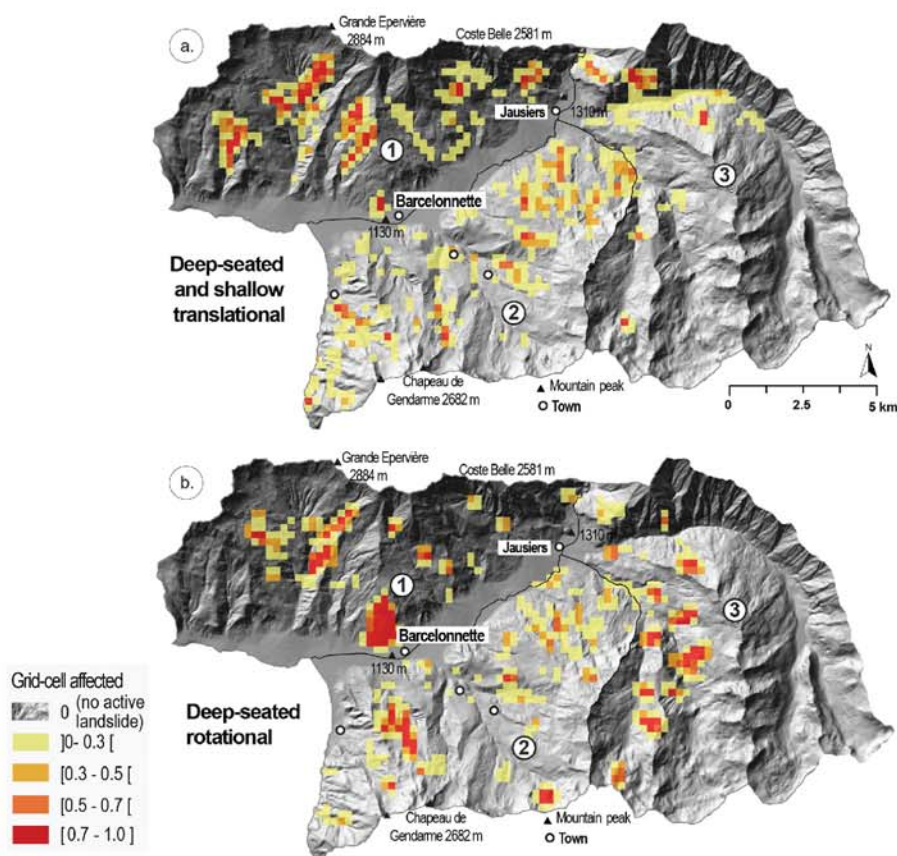 a.
Grande Epervière
2884 m
Coste Belle 2581 m
Jausiers
1310 m
1
3
Barcelonnette
1130 m
Deep-seated
and shallow
translational
2
N
Chapeau de
Gendarme 2682 m
Mountain peak
Town
0 2.5 5 km
b.
Grande Epervière
2884 m
Coste Belle 2581 m
1310 m
Jausiers
1
3
Barcelonnette
1130 m
Grid-cell affected
0 (no active
landslide)
]0- 0.3 [
[0.3 - 0.5 [
[0.5 - 0.7 [
[0.7 - 1.0 ]
Deep-seated
rotational
2
Chapeau de
Gendarme 2682 m
Mountain peak
Town